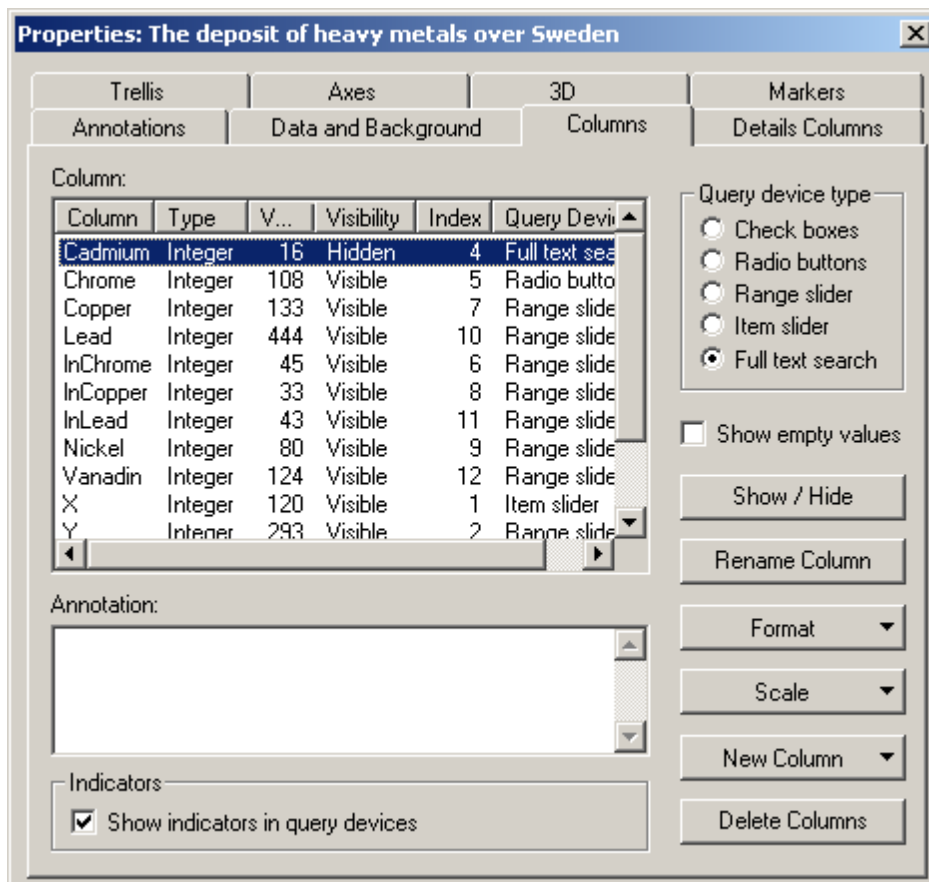 Properties: The deposit of heavy metals over Sweden
Trellis Axes 3D Markers
Annotations Data and Background Columns Details Columns
Column:
Column Type V... Visibility Index Query Devi
Cadmium Integer 16 Hidden 4 Full text sea
Chrome Integer 108 Visible 5 Radio butto
Copper Integer 133 Visible 7 Range slide
Lead Integer 444 Visible 10 Range slide
InChrome Integer 45 Visible 6 Range slide
InCopper Integer 33 Visible 8 Range slide
InLead Integer 43 Visible 11 Range slide
Nickel Integer 80 Visible 9 Range slide
Vanadin Integer 124 Visible 12 Range slide
X Integer 120 Visible 1 Item slider
Y Integer 293 Visible 2 Range slide
Annotation:
Indicators
Show indicators in query devices
Query device type
Check boxes
Radio buttons
Range slider
Item slider
Full text search
Show empty values
Show / Hide
Rename Column
Format
Scale
New Column
Delete Columns